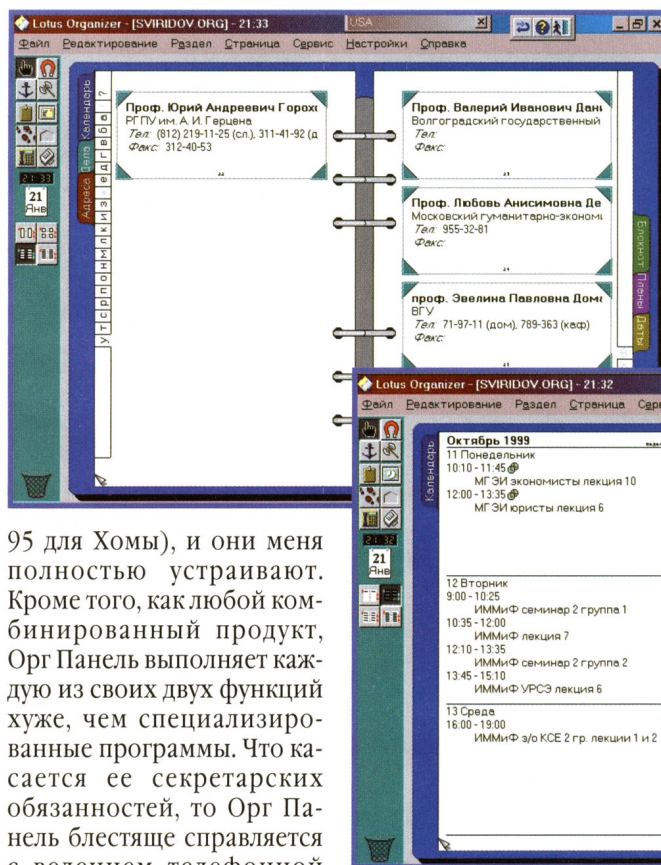 Lotus Organizer - [SVIRIDOV.ORG] - 21:33
USA
Файл Редактирование Раздел Страница Сервис Настройки Справка
21:33
21
Янв
Календарь
Дела
Адреса
?
а
б
в
г
д
е
з
и
к
л
м
н
о
п
р
с
т
у
Проф. Юрий Андреевич Горох
РГПУ им. А. И. Герцена
Тел: (812) 219-11-25 (сл.), 311-41-92 (д
Факс: 312-40-53
Проф. Валерий Иванович Дан
Волгоградский государственный
Тел:
Факс:
Проф. Любовь Анисимовна Де
Московский гуманитарно-эконом
Тел: 955-32-81
Факс:
проф. Эвелина Павловна Дом
ВГУ
Тел: 71-97-11 (дом), 789-363 (каф)
Факс:
Блокнот
Планы
Даты
Lotus Organizer - [SVIRIDOV.ORG] - 21:32
Файл Редактирование Раздел Страница Серв
21:32
21
Янв
Календарь
Октябрь 1999
11 Понедельник
10:10 - 11:45
МГЭИ экономисты лекция 10
12:00 - 13:35
МГЭИ юристы лекция 6
12 Вторник
9:00 - 10:25
ИММиФ семинар 2 группа 1
10:35 - 12:00
ИММиФ лекция 7
12:10 - 13:35
ИММиФ семинар 2 группа 2
13:45 - 15:10
ИММиФ УРСЭ лекция 6
13 Среда
16:00 - 19:00
ИММиФ з/о КСЕ 2 гр. лекции 1 и 2
95 для Хомы), и они меня
полностью устраивают.
Кроме того, как любой ком-
бинированный продукт,
Орг Панель выполняет каж-
дую из своих двух функций
хуже, чем специализиро-
ванные программы. Что ка-
сается ее секретарских
обязанностей, то Орг Па-
нель блестяще справляется
с ведением телефонной